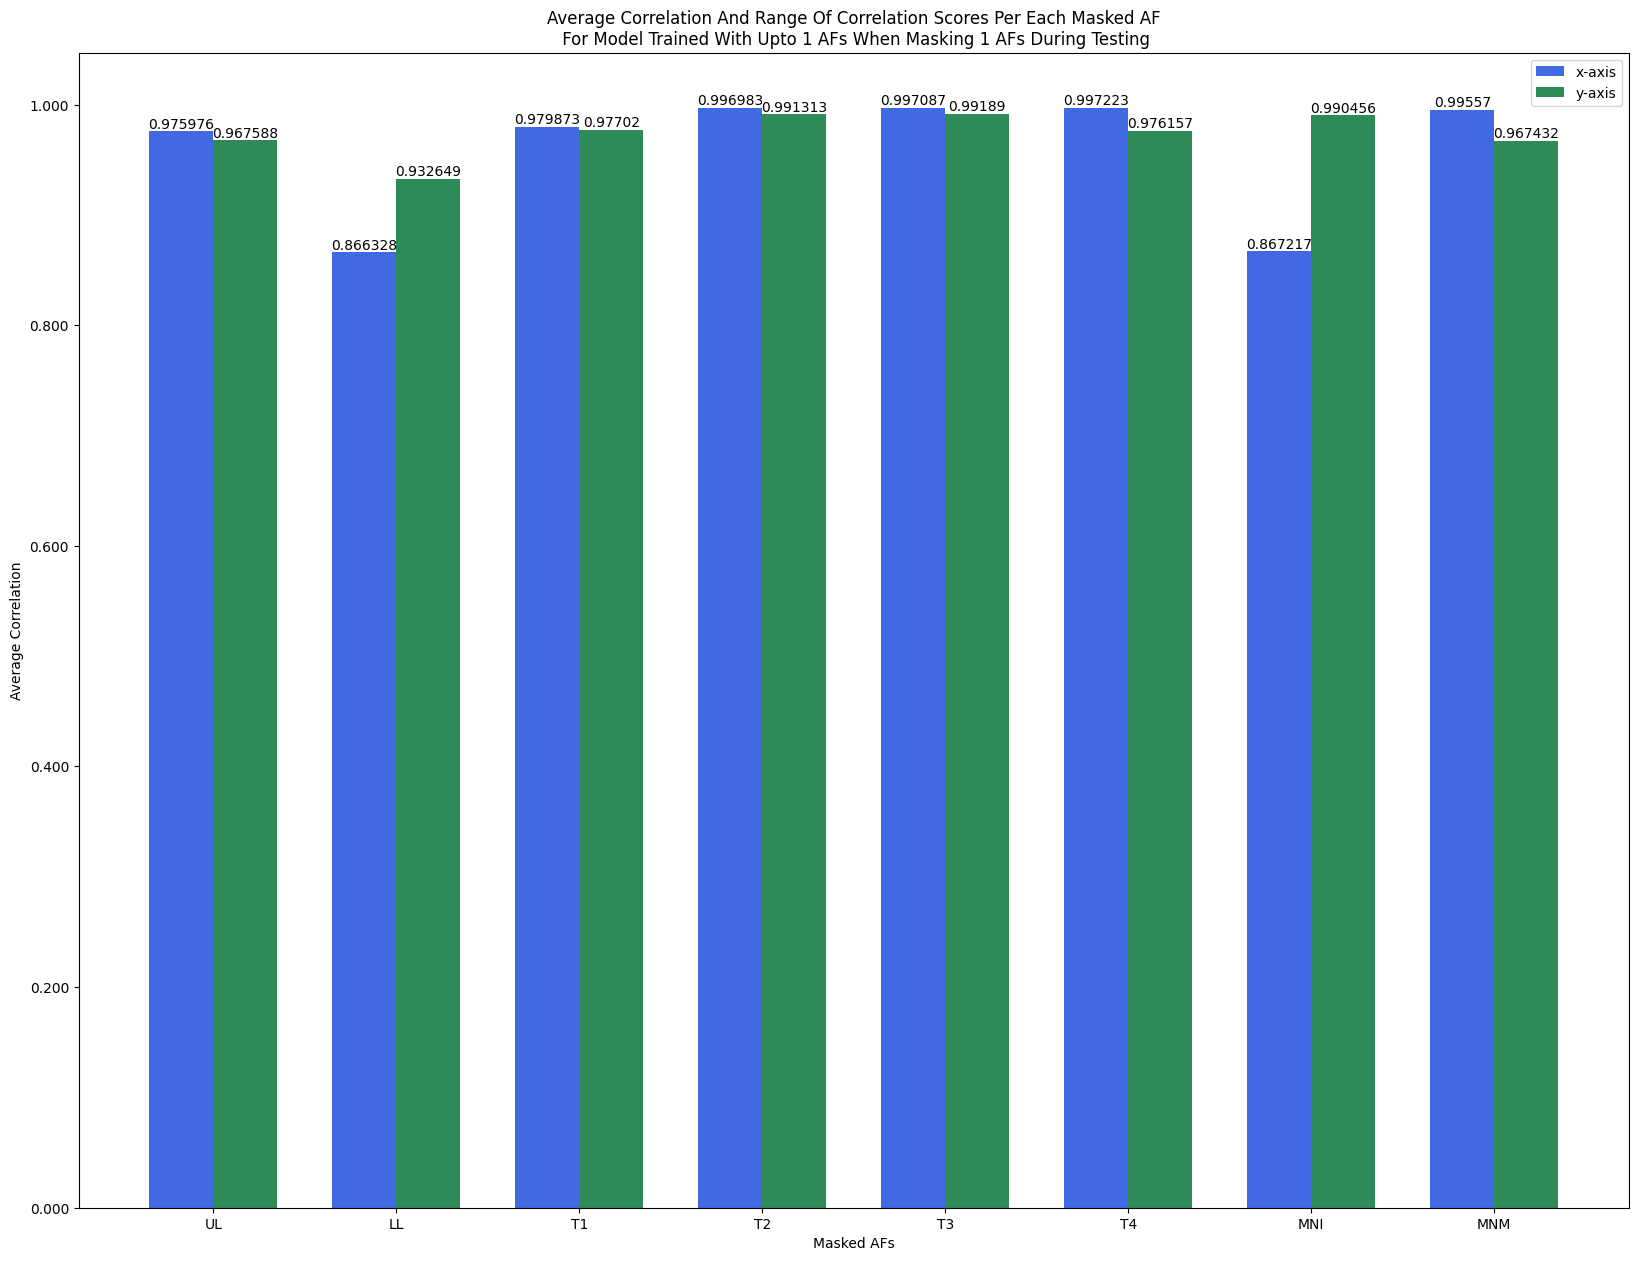 Average Correlation And Range Of Correlation Scores Per Each Masked AF
For Model Trained With Upto 1 AFs When Masking 1 AFs During Testing
x-axis
y-axis
1.000
0.800
0.600
0.400
0.200
0.000
Average Correlation
0.975976
0.967588
0.866328
0.932649
0.979873
0.97702
0.996983
0.991313
0.997087
0.99189
0.997223
0.976157
0.867217
0.990456
0.99557
0.967432
UL
LL
T1
T2
T3
T4
MNI
MNM
Masked AFs